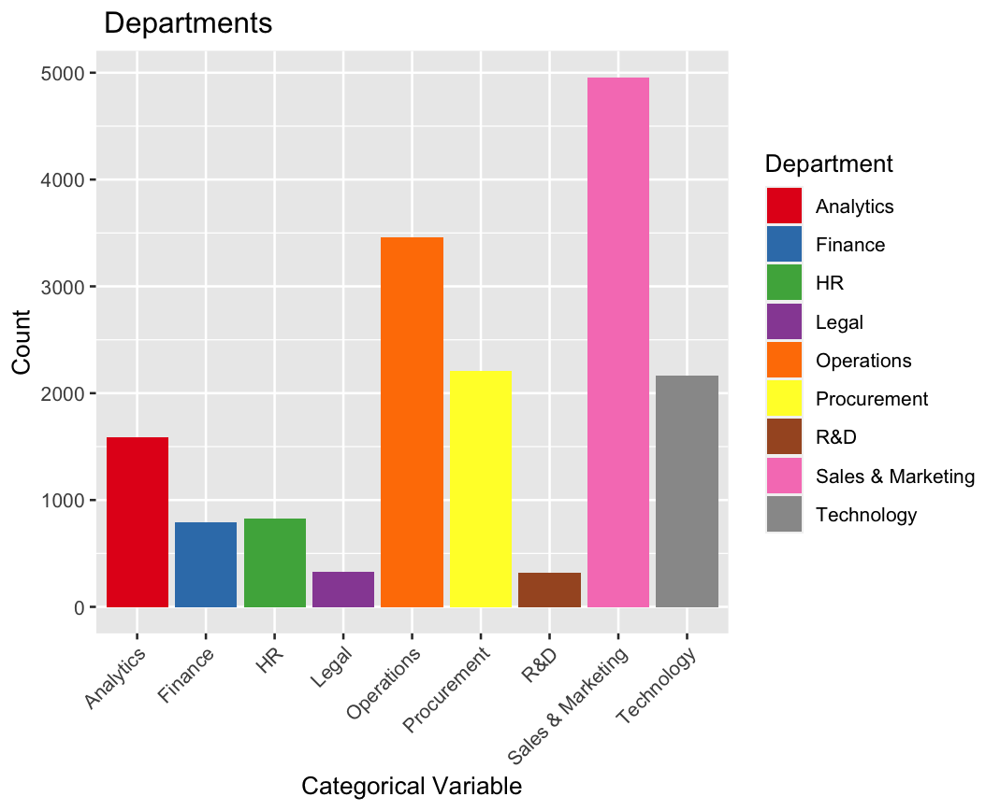 Departments
Count
5000
4000
3000
2000
1000
0
Analytics
Finance
HR
Legal
Operations
Procurement
R&D
Sales & Marketing
Technology
Categorical Variable
Department
Analytics
Finance
HR
Legal
Operations
Procurement
R&D
Sales & Marketing
Technology